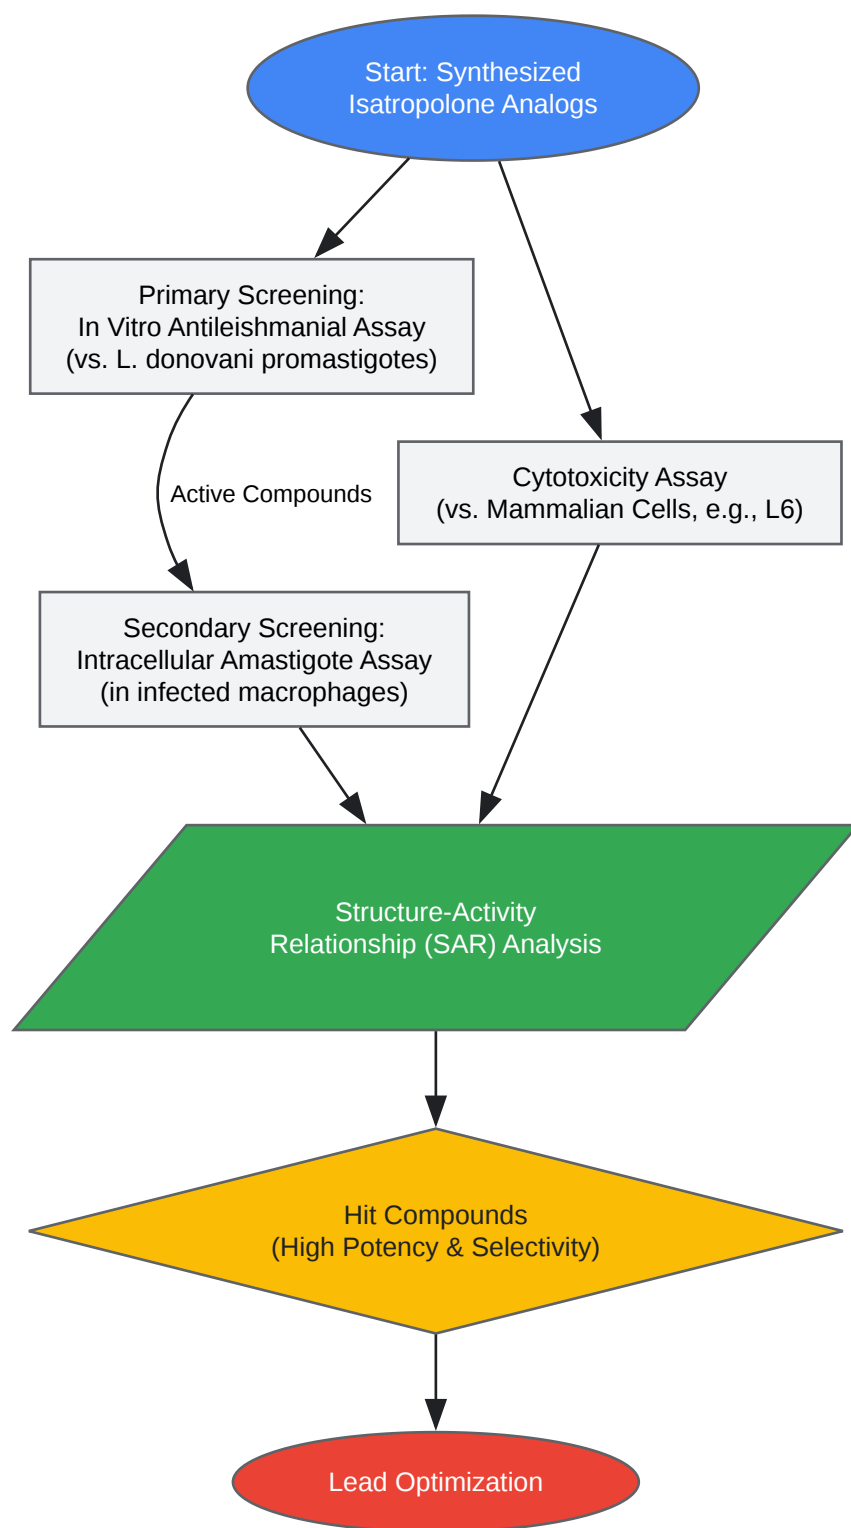 Start: Synthesized
Isatropolone Analogs
Primary Screening:
In Vitro Antileishmanial Assay
(vs. L. donovani promastigotes)
Cytotoxicity Assay
(vs. Mammalian Cells, e.g., L6)
Active Compounds
Secondary Screening:
Intracellular Amastigote Assay
(in infected macrophages)
Structure-Activity
Relationship (SAR) Analysis
Hit Compounds
(High Potency & Selectivity)
Lead Optimization